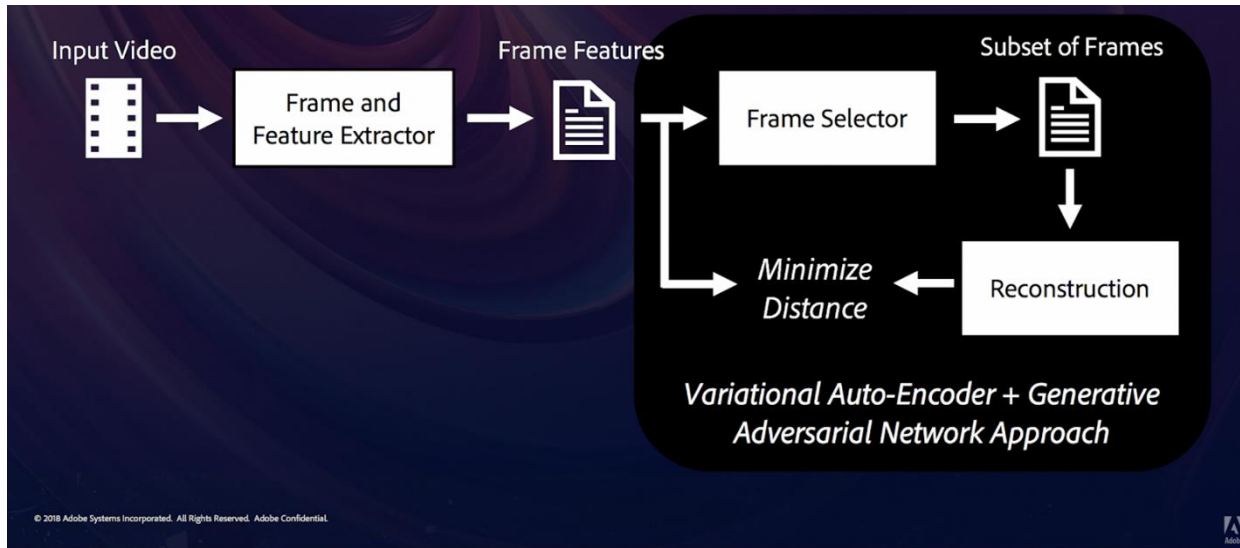 Input Video
Frame and
Feature Extractor
Frame Features
Frame Selector
Subset of Frames
Reconstruction
Minimize
Distance
Variational Auto-Encoder + Generative
Adversarial Network Approach
© 2018 Adobe Systems Incorporated. All Rights Reserved. Adobe Confidential.
Adobe